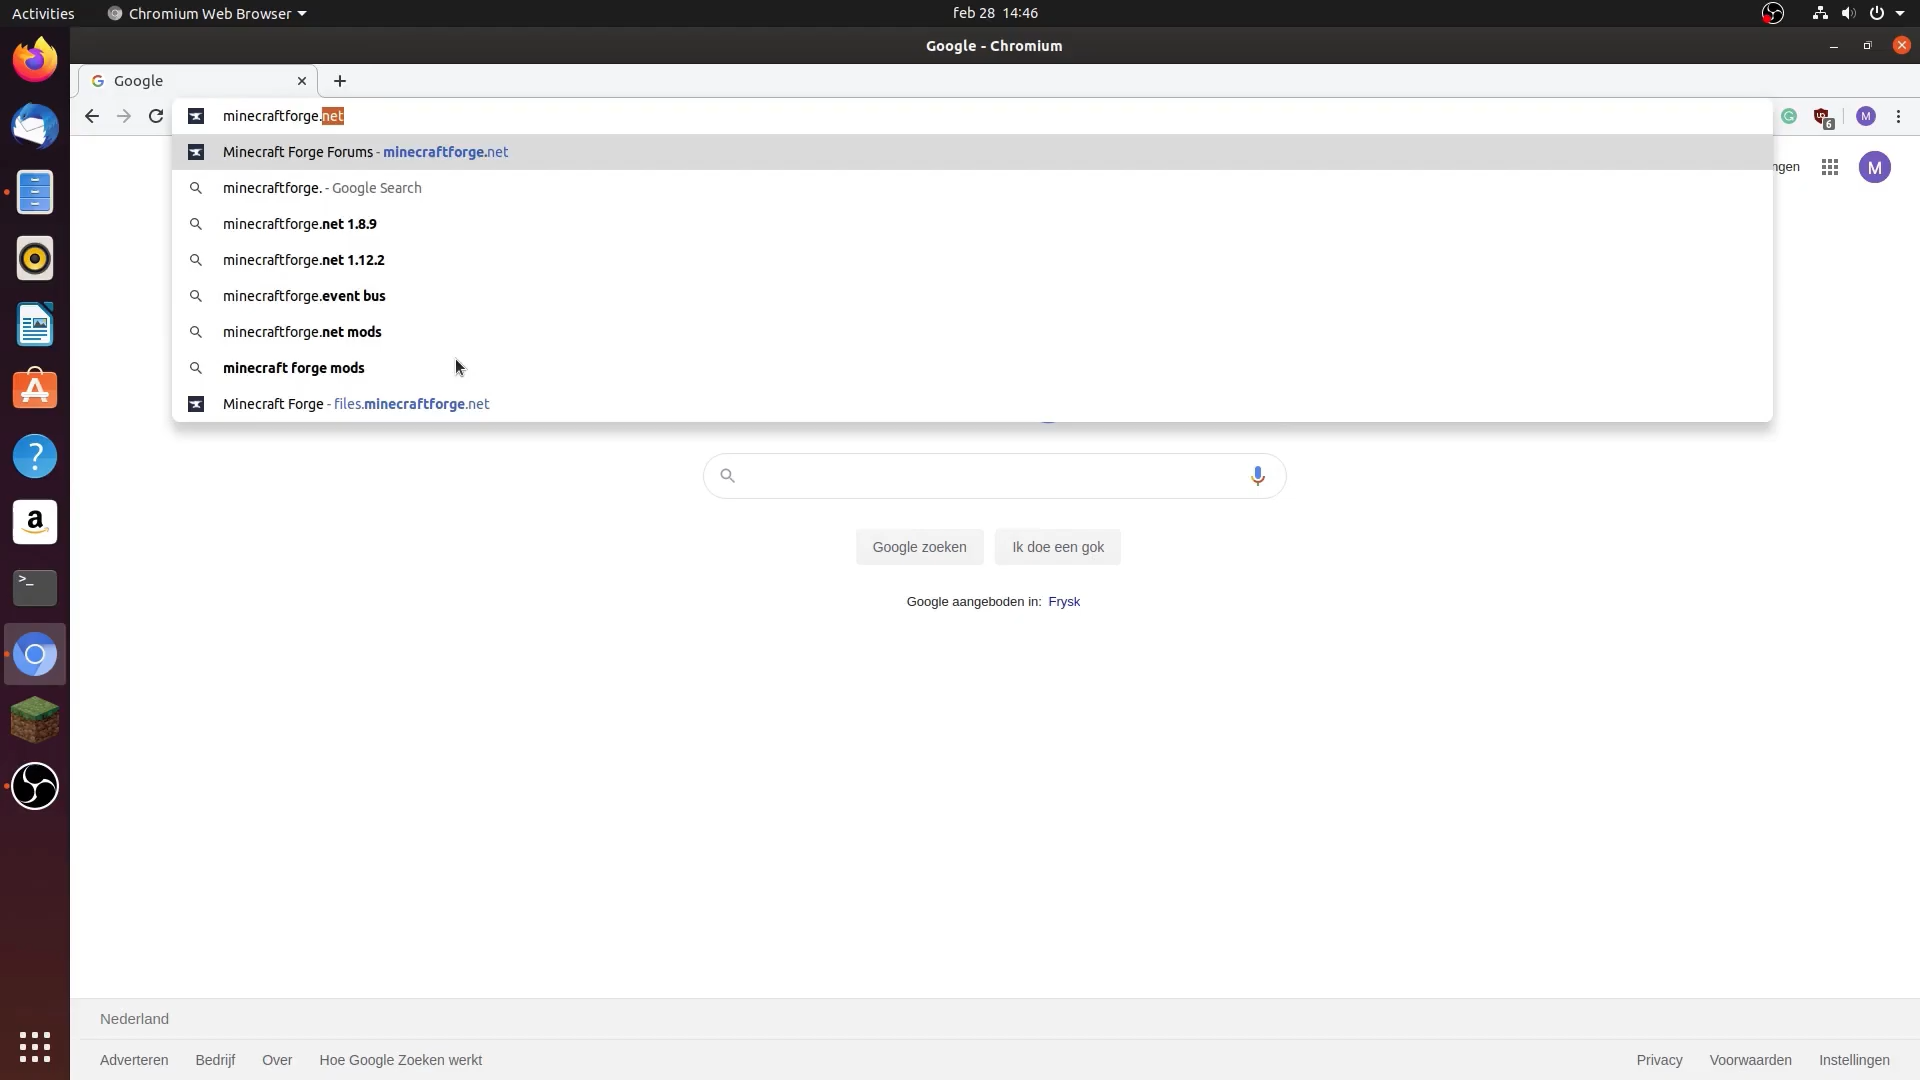 Activities
Chromium Web Browser
feb 28 14:46
Google - Chromium
Google
minecraftforge.net
6
M
Minecraft Forge Forums - minecraftforge.net
M
minecraftforge. - Google Search
minecraftforge.net 1.8.9
minecraftforge.net 1.12.2
minecraftforge.event bus
minecraftforge.net mods
minecraft forge mods
Minecraft Forge - files.minecraftforge.net
Google zoeken
Ik doe een gok
Google aangeboden in: Frysk
Nederland
Adverteren
Bedrijf
Over
Hoe Google Zoeken werkt
Privacy
Voorwaarden
Instellingen